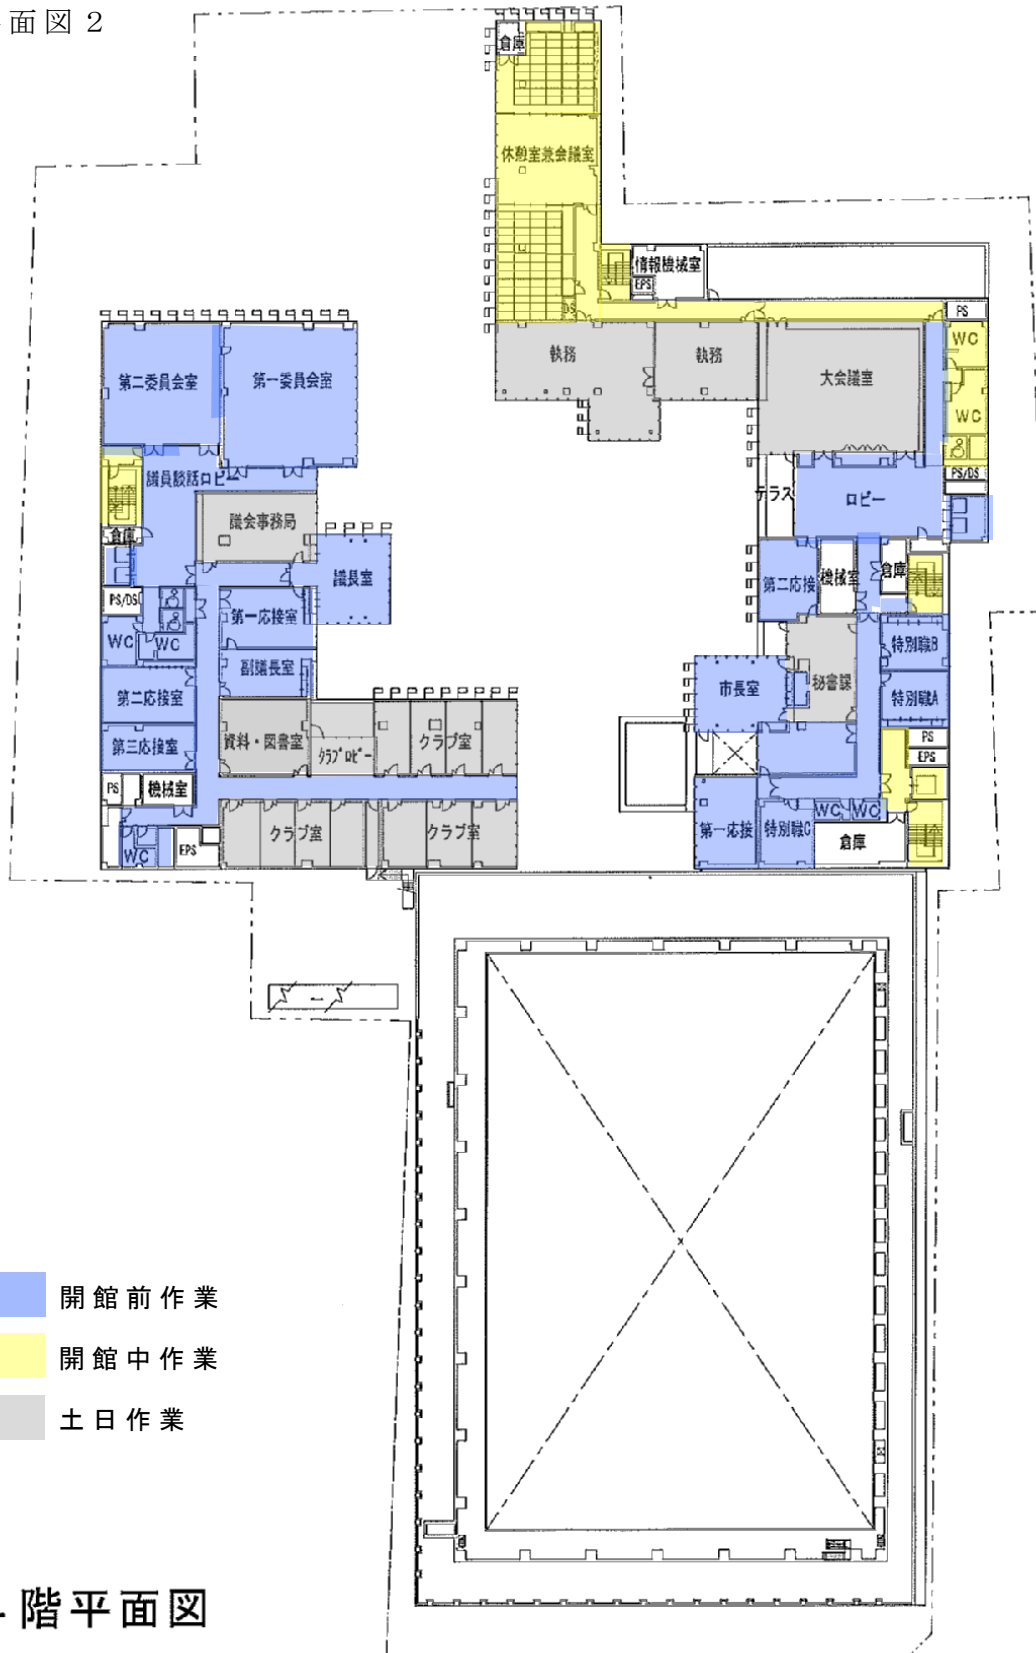 面図2
倉庫
休憩室兼会議室
情報機械室
EPS
DS
PS
執務
執務
大会議室
WC
WC
PS/DS
第二委員会室
第一委員会室
議員談話ロビー
議会事務局
倉庫
テラス
ロビー
議長室
第二応接
機械室
倉庫
PS/DS
第一応接室
WC
WC
特別職B
副議長室
市長室
秘書課
特別職A
第二応接室
第三応接室
資料・図書室
クラブロビー
クラブ室
PS
EPS
PS
機械室
WC
WC
クラブ室
クラブ室
第一応接
特別職C
倉庫
WC
EPS
開館前作業
開館中作業
土日作業
階平面図